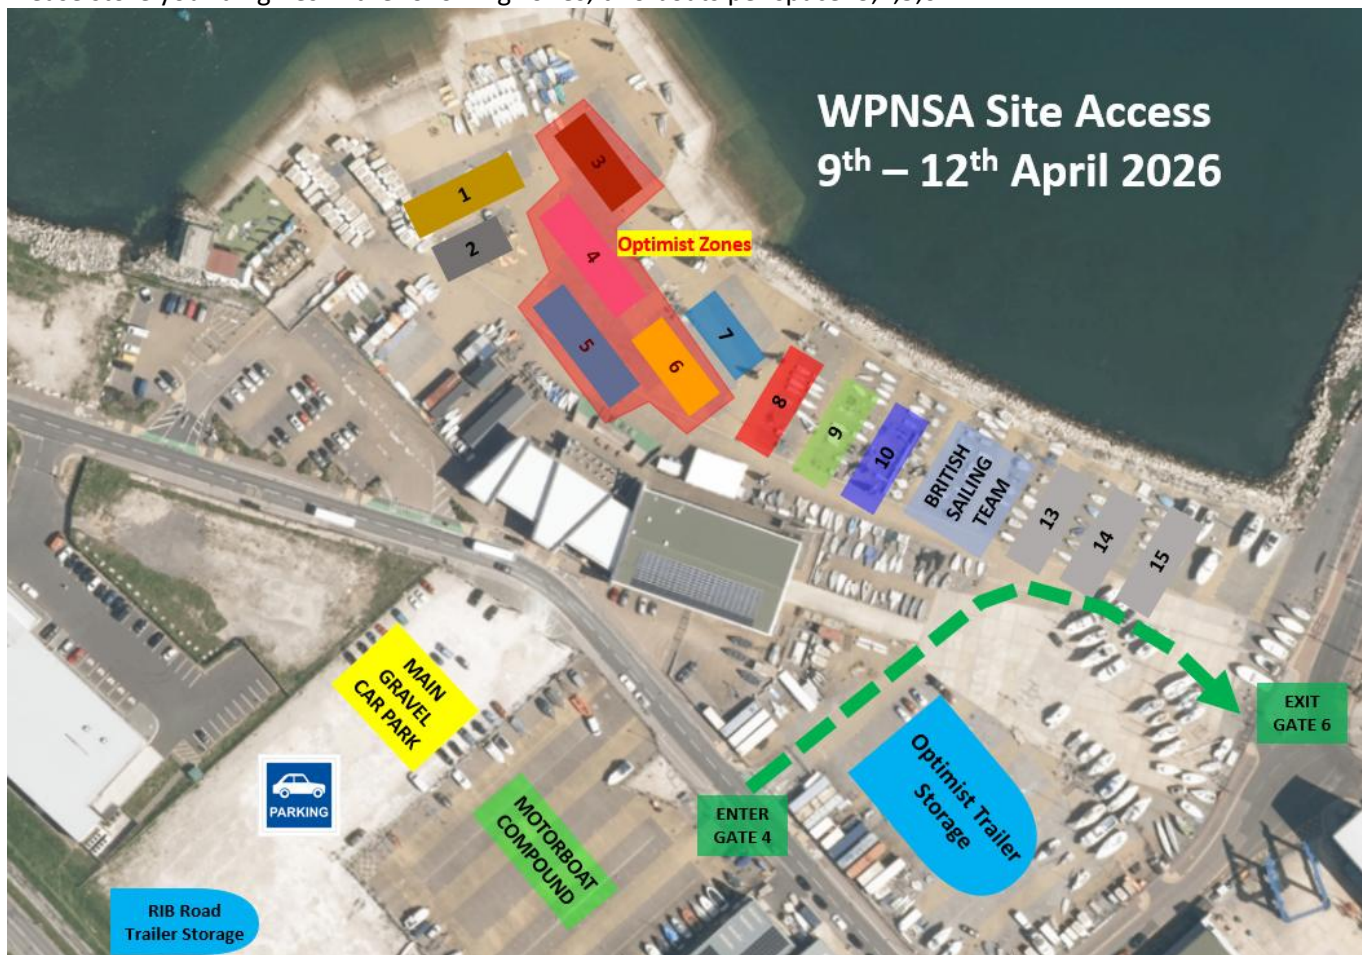 WPNSA Site Access
9th – 12th April 2026
3
1
2
Optimist Zones
4
7
5
6
8
9
10
BRITISH
SAILING
TEAM
13
14
15
MAIN
GRAVEL
CAR PARK
EXIT
GATE 6
Optimist Trailer
Storage
PARKING
MOTORBOAT
COMPOUND
ENTER
GATE 4
RIB Road
Trailer Storage